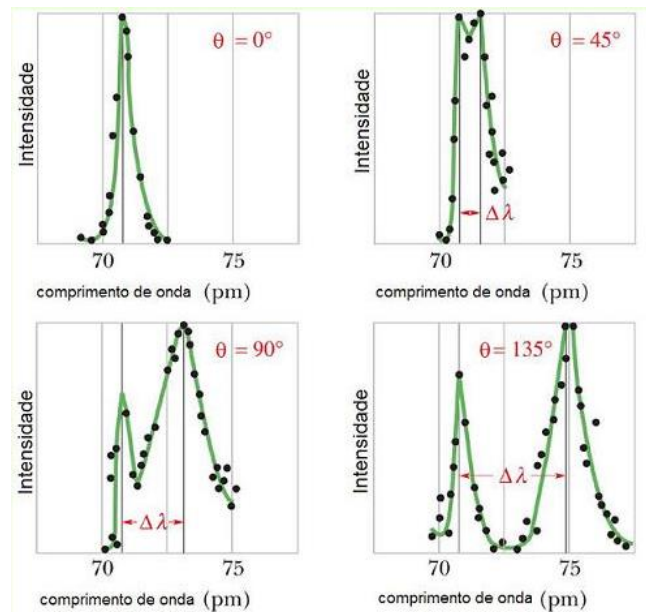 θ = 0°
Intensidade
70 75
comprimento de onda (pm)
θ = 45°
Intensidade
Δλ
70 75
comprimento de onda (pm)
θ = 90°
Intensidade
Δλ
70 75
comprimento de onda (pm)
θ = 135°
Intensidade
Δλ
70 75
comprimento de onda (pm)